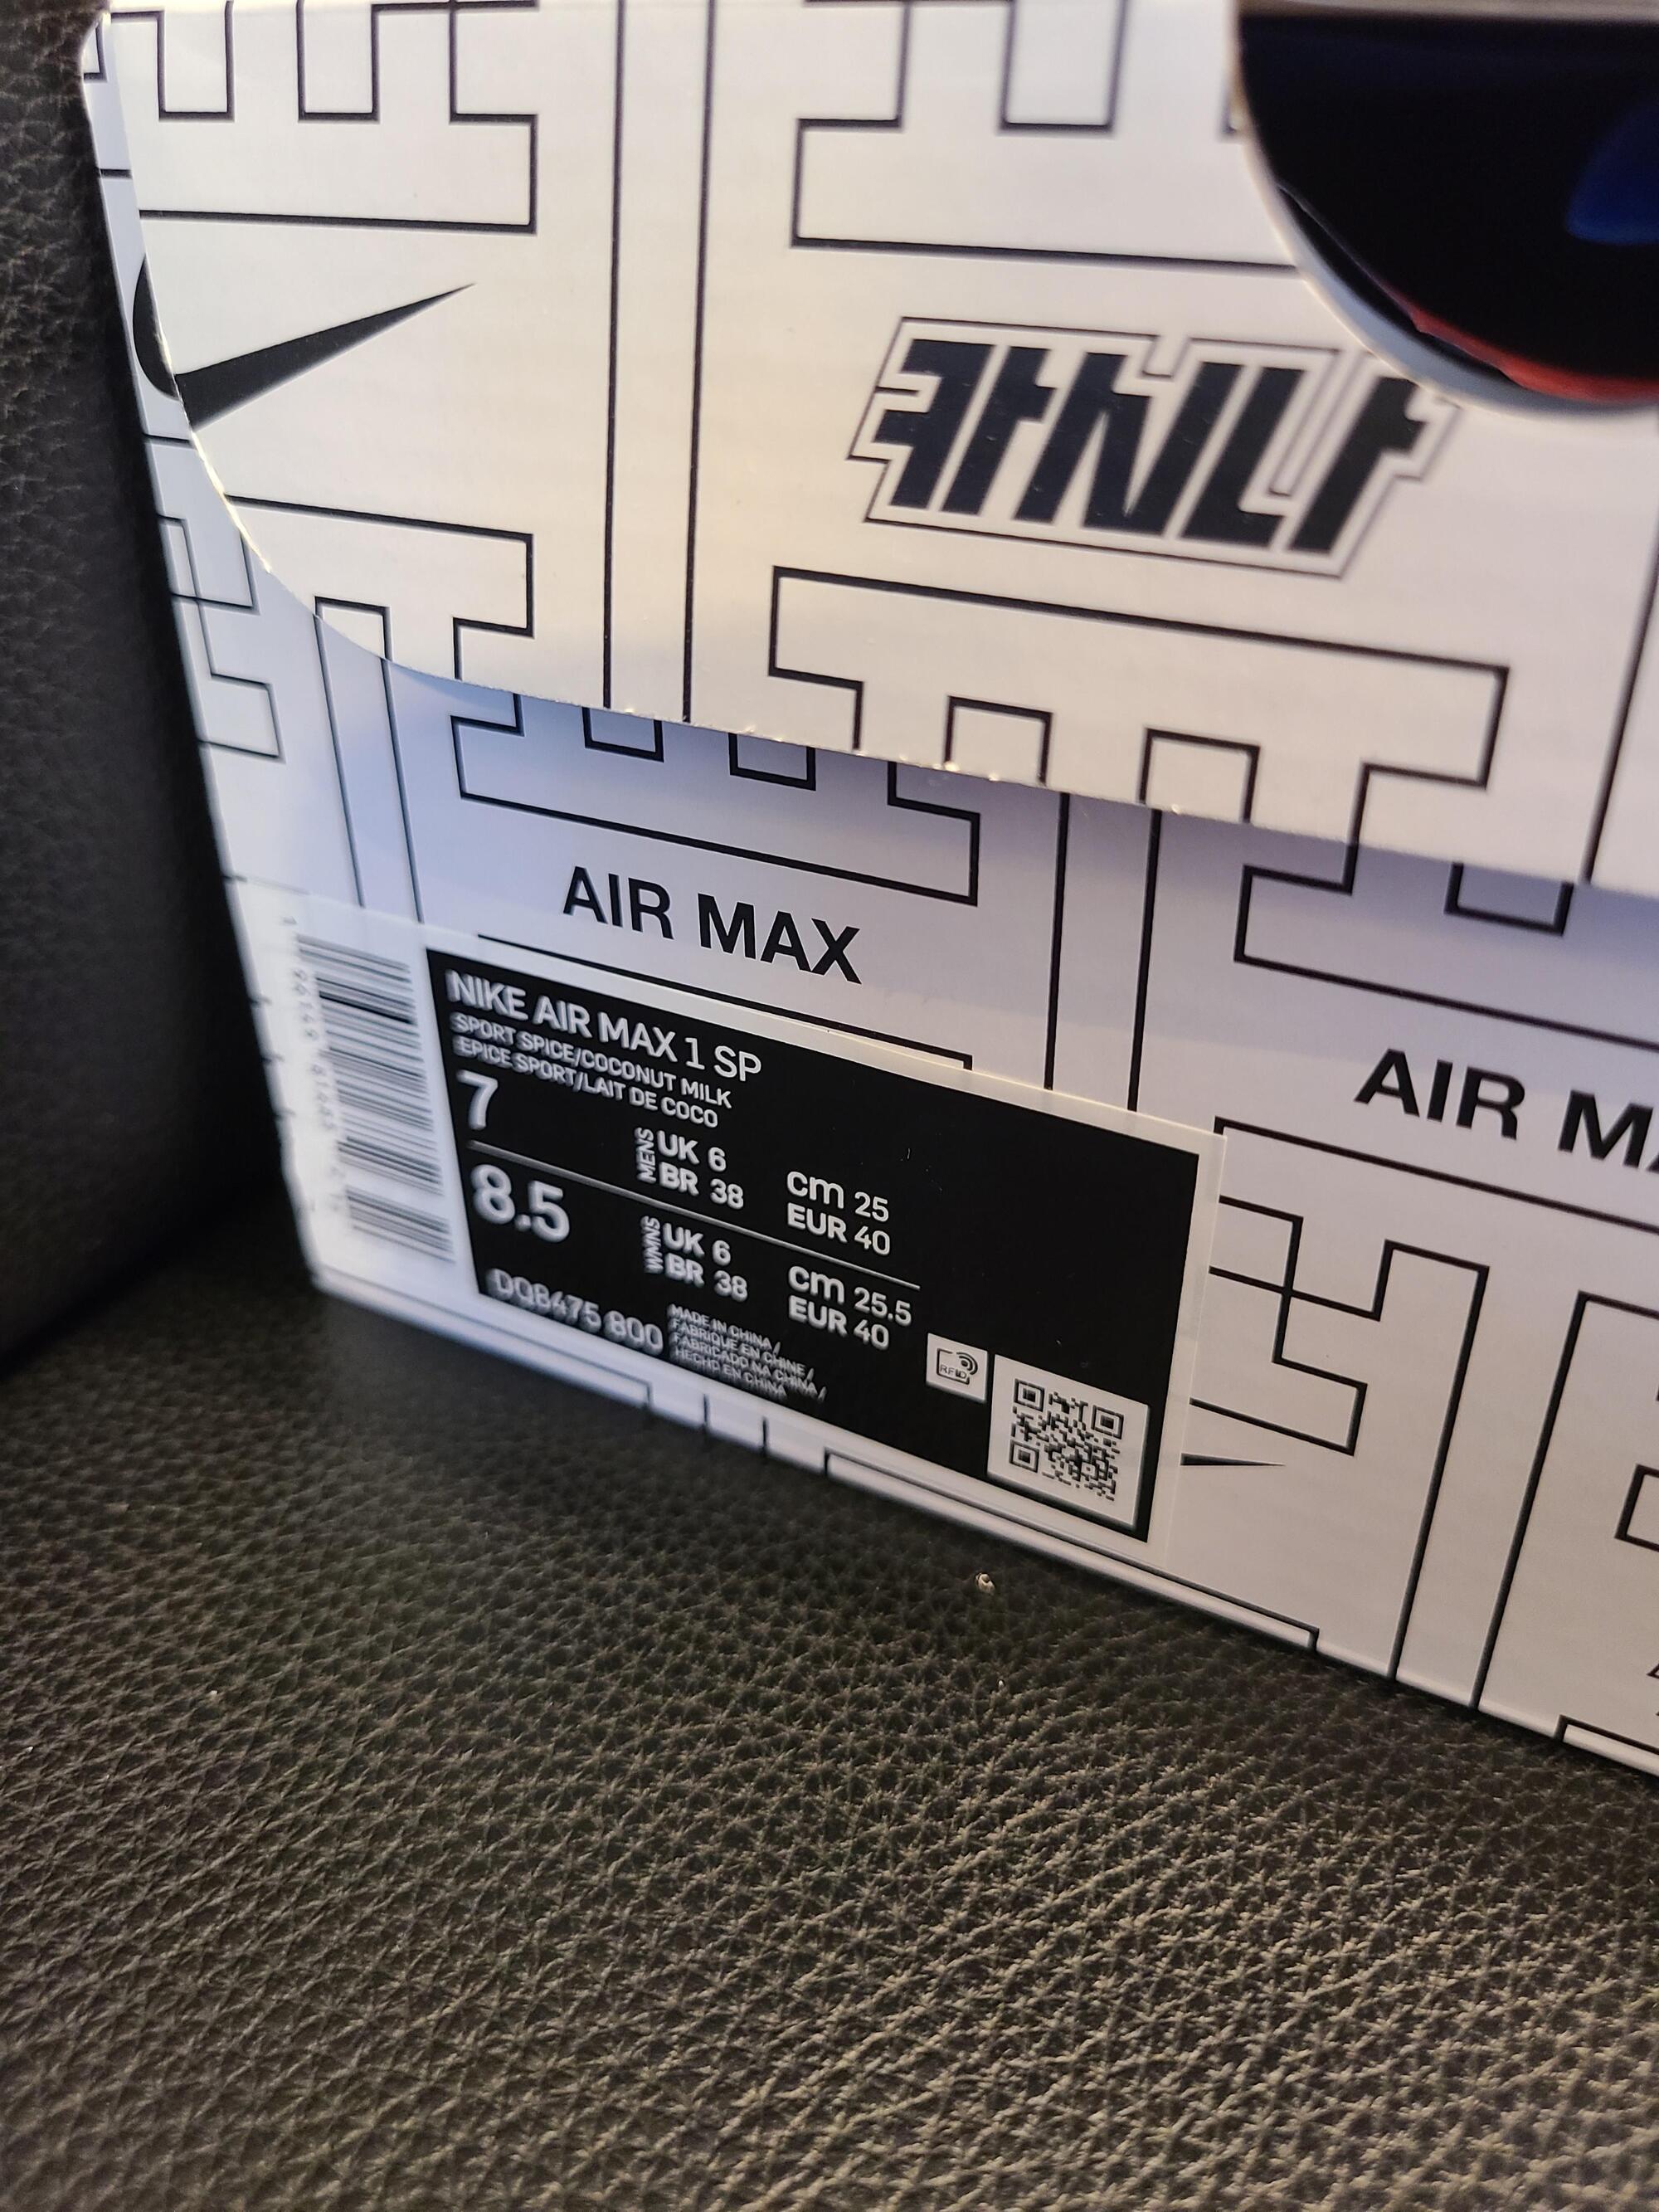 카시나
AIR MAX
AIR MA
NIKE AIR MAX 1 SP
SPORT SPICE/COCONUT MILK
EPICE SPORT/LAIT DE COCO
7
MENS
UK 6
BR 38
cm 25
EUR 40
8.5
WMNS
UK 6
BR 38
cm 25.5
EUR 40
DQ8475 800
MADE IN CHINA/
FABRIQUE EN CHINE/
FABRICADO NA CHINA/
HECHO EN CHINA
RFID